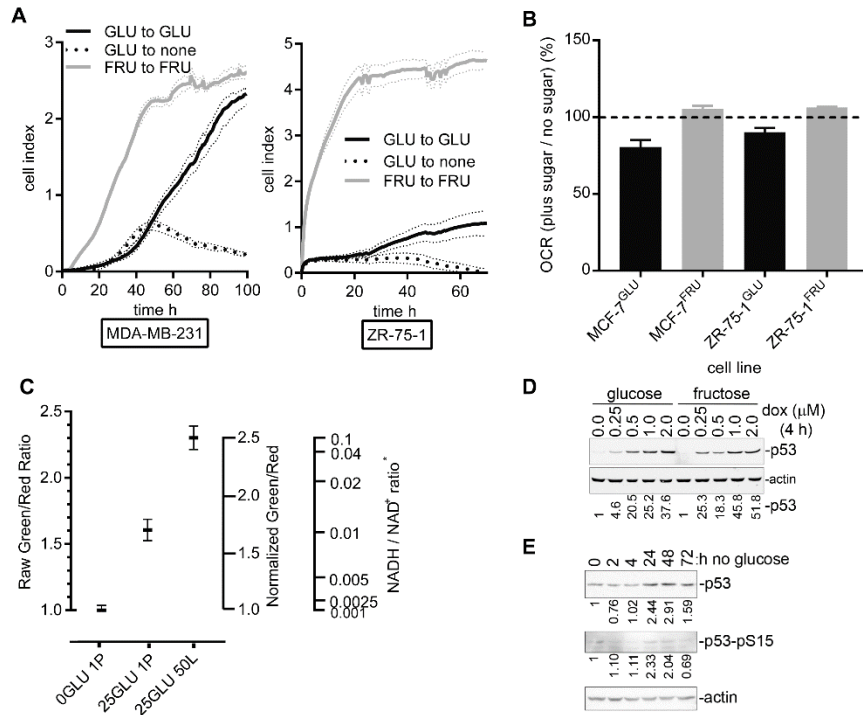 A
GLU to GLU
GLU to none
FRU to FRU
cell index
3
2
1
0
0 20 40 60 80 100
time h
MDA-MB-231
GLU to GLU
GLU to none
FRU to FRU
cell index
5
4
3
2
1
0
0 20 40 60
time h
ZR-75-1
B
OCR (plus sugar / no sugar) (%)
150
100
50
0
MCF-7GLU
MCF-7FRU
ZR-75-1GLU
ZR-75-1FRU
cell line
C
Raw Green/Red Ratio
2.5
2.0
1.5
1.0
0GLU 1P
25GLU 1P
25GLU 50L
Normalized Green/Red
2.5
2.0
1.5
1.0
NADH / NAD+ ratio*
0.1
0.04
0.02
0.01
0.005
0.0025
0.001
D
glucose fructose
0.0 0.25 0.5 1.0 2.0 0.0 0.25 0.5 1.0 2.0 dox (μM)
(4 h)
-p53
-actin
1 4.6 20.5 25.2 37.6 1 25.3 18.3 45.8 51.8 -p53
E
0 2 4 24 48 72 :h no glucose
-p53
1 0.76 1.02 2.44 2.91 1.59
-p53-pS15
1 1.10 1.11 2.33 2.04 0.69
-actin